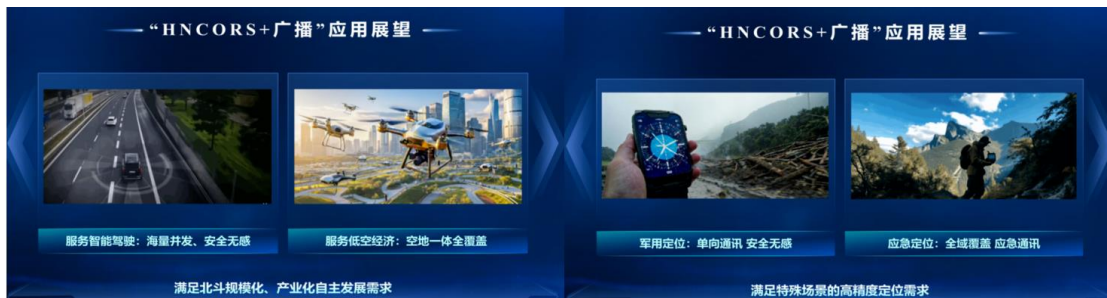 “HNCORS+广播”应用展望
服务智能驾驶：海量并发、安全无感
服务低空经济：空地一体全覆盖
满足北斗规模化、产业化自主发展需求
“HNCORS+广播”应用展望
军用定位：单向通讯 安全无感
应急定位：全域覆盖 应急通讯
满足特殊场景的高精度定位需求